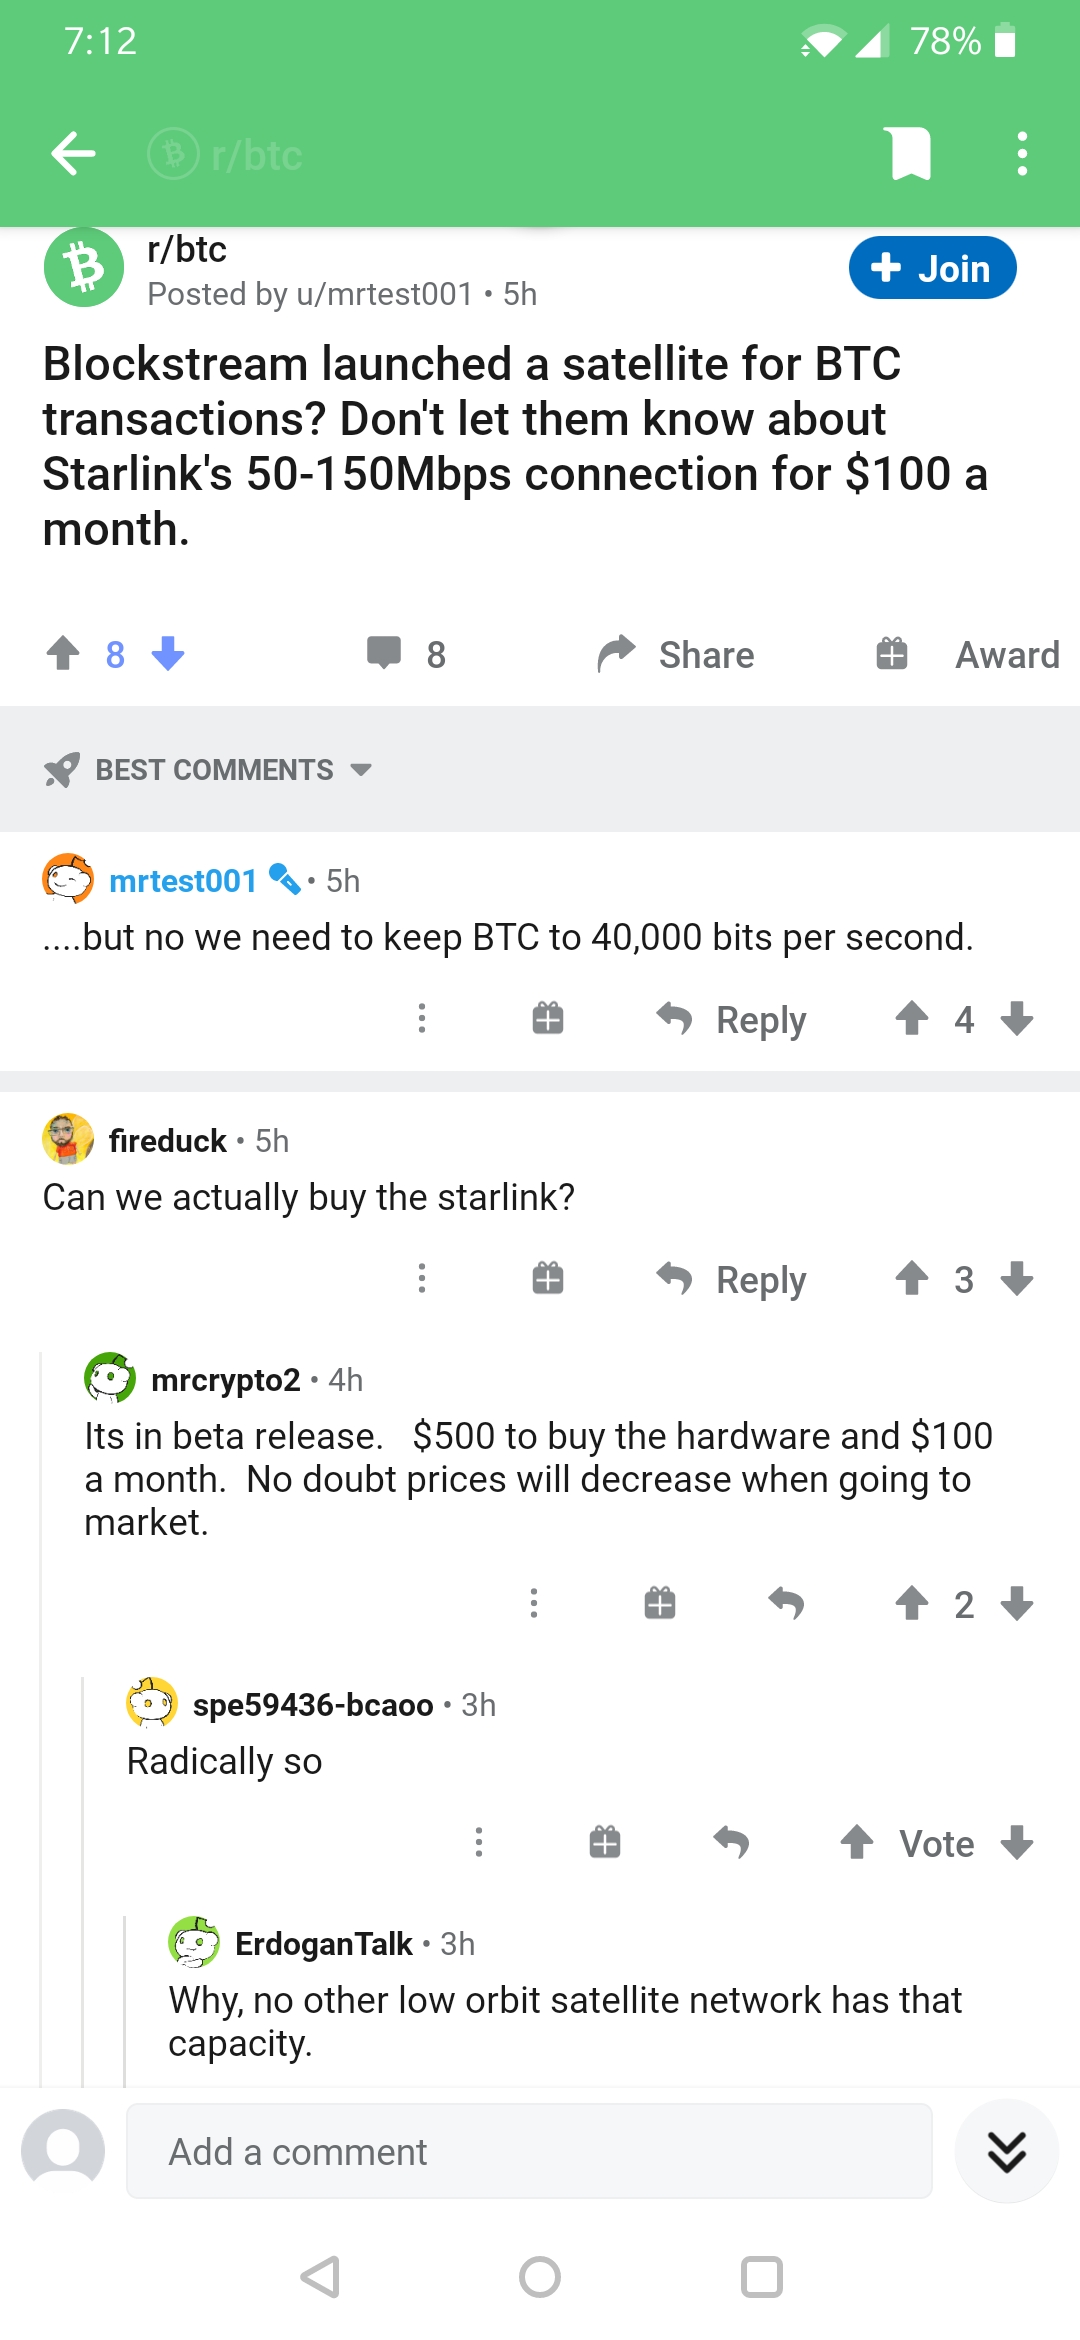 7:12
78%
r/btc
r/btc
Posted by u/mrtest001 • 5h
Join
Blockstream launched a satellite for BTC
transactions? Don't let them know about
Starlink's 50-150Mbps connection for $100 a
month.
8
8
Share
Award
BEST COMMENTS
mrtest001 • 5h
....but no we need to keep BTC to 40,000 bits per second.
Reply
4
fireduck • 5h
Can we actually buy the starlink?
Reply
3
mrcrypto2 • 4h
Its in beta release.   $500 to buy the hardware and $100
a month.  No doubt prices will decrease when going to
market.
2
spe59436-bcaoo • 3h
Radically so
Vote
ErdoganTalk • 3h
Why, no other low orbit satellite network has that
capacity.
Add a comment